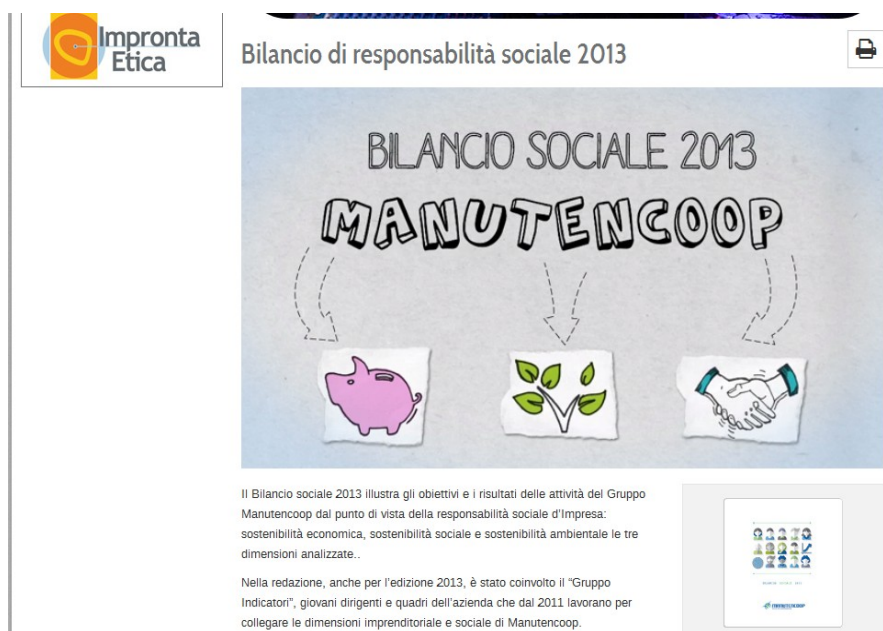 Impronta
Etica
Bilancio di responsabilità sociale 2013
BILANCIO SOCIALE 2013
MANUTENCOOP
Il Bilancio sociale 2013 illustra gli obiettivi e i risultati delle attività del Gruppo
Manutencoop dal punto di vista della responsabilità sociale d'Impresa:
sostenibilità economica, sostenibilità sociale e sostenibilità ambientale le tre
dimensioni analizzate..
Nella redazione, anche per l'edizione 2013, è stato coinvolto il "Gruppo
Indicatori", giovani dirigenti e quadri dell'azienda che dal 2011 lavorano per
collegare le dimensioni imprenditoriale e sociale di Manutencoop.